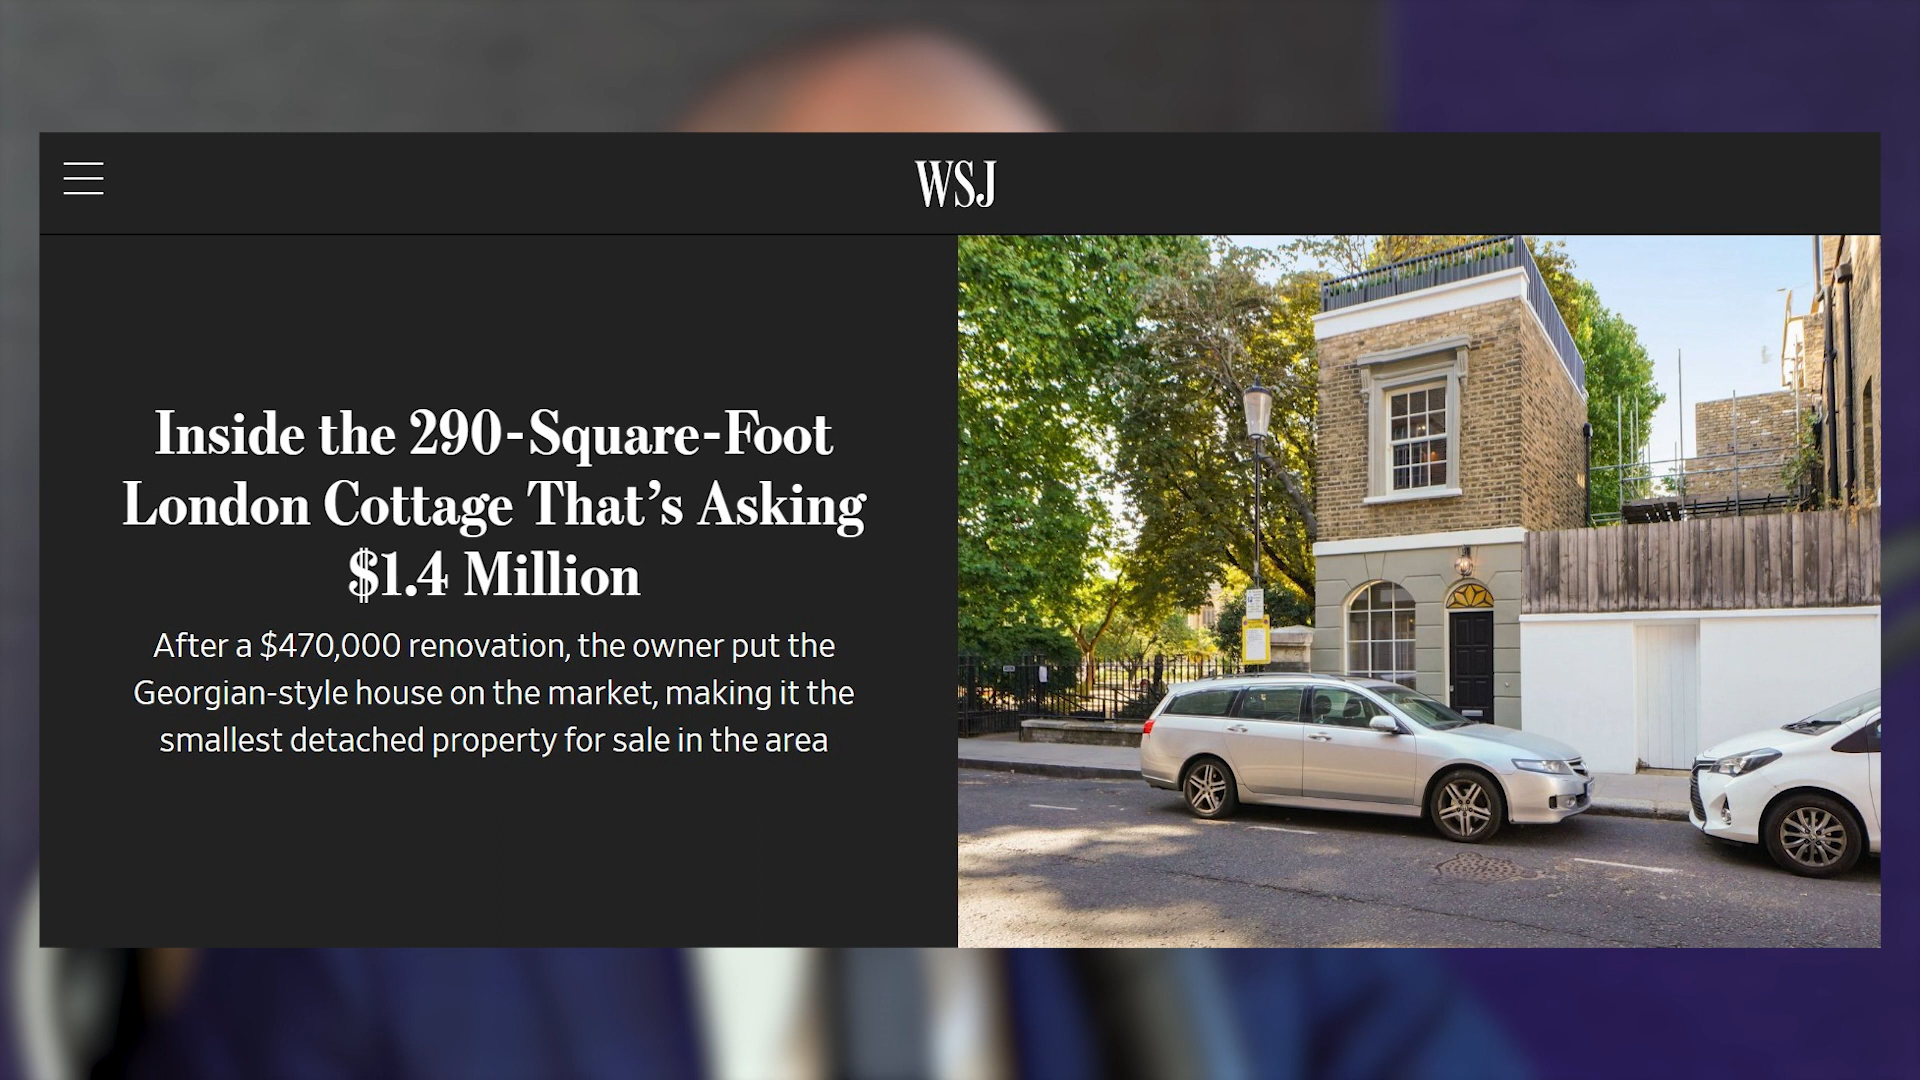 WSJ
Inside the 290-Square-Foot
London Cottage That’s Asking
$1.4 Million
After a $470,000 renovation, the owner put the
Georgian-style house on the market, making it the
smallest detached property for sale in the area